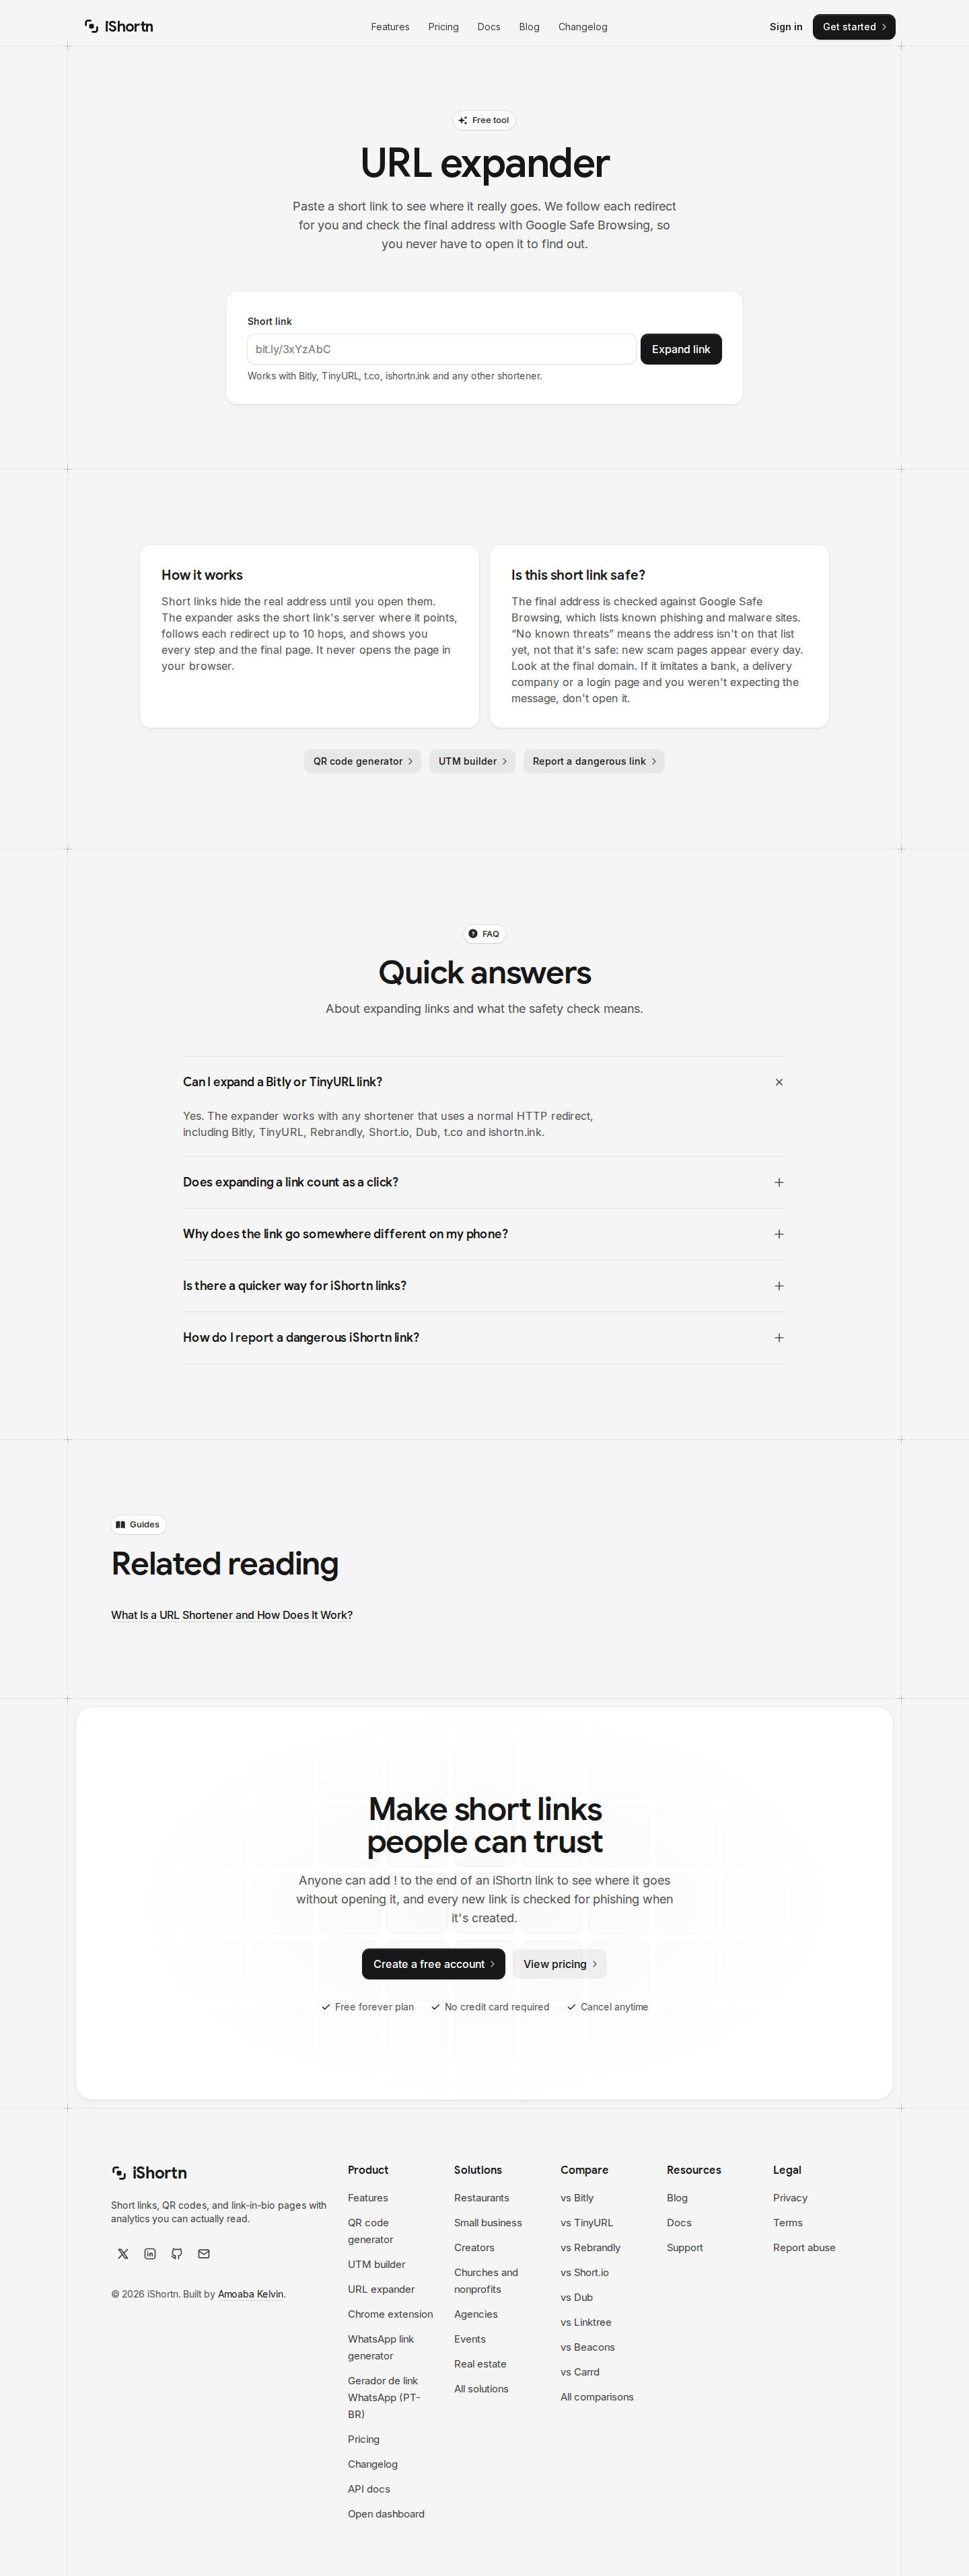 iShortn
Features
Pricing
Docs
Blog
Changelog
Sign in
Get started
Free tool
URL expander
Paste a short link to see where it really goes. We follow each redirect
for you and check the final address with Google Safe Browsing, so
you never have to open it to find out.
Short link
bit.ly/3xYzAbC
Expand link
Works with Bitly, TinyURL, t.co, ishortn.ink and any other shortener.
How it works
Short links hide the real address until you open them.
The expander asks the short link's server where it points,
follows each redirect up to 10 hops, and shows you
every step and the final page. It never opens the page in
your browser.
Is this short link safe?
The final address is checked against Google Safe
Browsing, which lists known phishing and malware sites.
“No known threats” means the address isn't on that list
yet, not that it's safe: new scam pages appear every day.
Look at the final domain. If it imitates a bank, a delivery
company or a login page and you weren't expecting the
message, don't open it.
QR code generator
UTM builder
Report a dangerous link
FAQ
Quick answers
About expanding links and what the safety check means.
Can I expand a Bitly or TinyURL link?
Yes. The expander works with any shortener that uses a normal HTTP redirect,
including Bitly, TinyURL, Rebrandly, Short.io, Dub, t.co and ishortn.ink.
Does expanding a link count as a click?
Why does the link go somewhere different on my phone?
Is there a quicker way for iShortn links?
How do I report a dangerous iShortn link?
Guides
Related reading
What Is a URL Shortener and How Does It Work?
Make short links
people can trust
Anyone can add ! to the end of an iShortn link to see where it goes
without opening it, and every new link is checked for phishing when
it's created.
Create a free account
View pricing
Free forever plan
No credit card required
Cancel anytime
iShortn
Short links, QR codes, and link-in-bio pages with
analytics you can actually read.
© 2026 iShortn. Built by Amoaba Kelvin.
Product
Features
QR code
generator
UTM builder
URL expander
Chrome extension
WhatsApp link
generator
Gerador de link
WhatsApp (PT-
BR)
Pricing
Changelog
API docs
Open dashboard
Solutions
Restaurants
Small business
Creators
Churches and
nonprofits
Agencies
Events
Real estate
All solutions
Compare
vs Bitly
vs TinyURL
vs Rebrandly
vs Short.io
vs Dub
vs Linktree
vs Beacons
vs Carrd
All comparisons
Resources
Blog
Docs
Support
Legal
Privacy
Terms
Report abuse